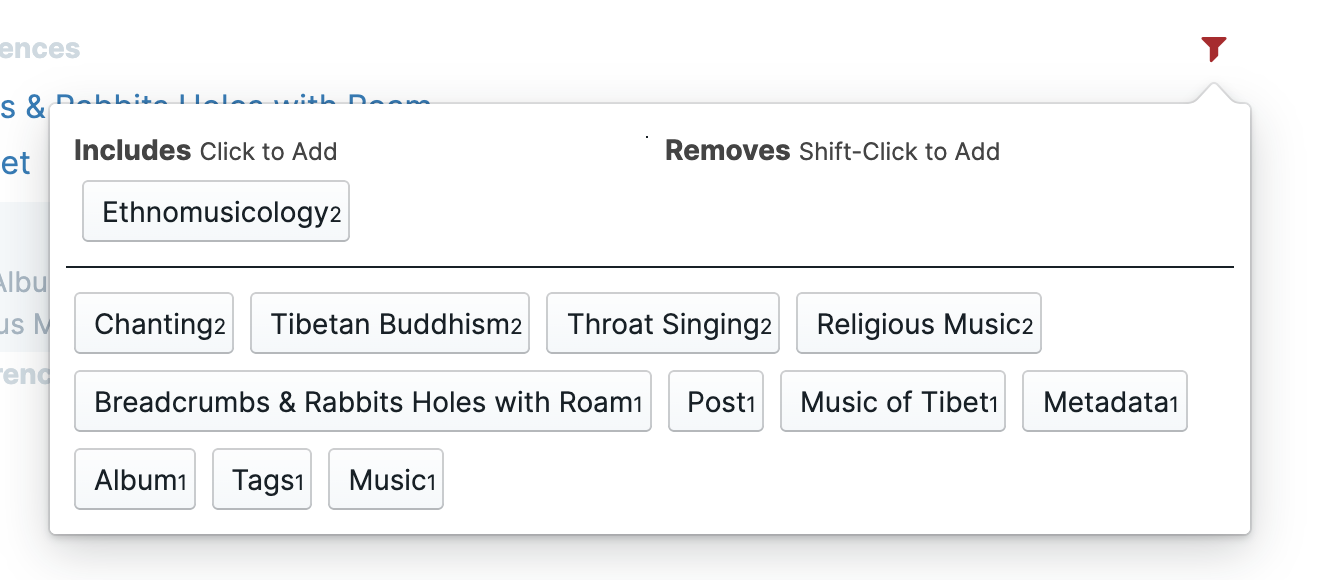 ences
s & Rabbits Holes with Roam
et
Includes Click to Add
Removes Shift-Click to Add
Ethnomusicology2
Albu
Chanting2 Tibetan Buddhism2 Throat Singing2 Religious Music2
us M
renc
Breadcrumbs & Rabbits Holes with Roam1 Post1 Music of Tibet1 Metadata1
Album1 Tags1 Music1